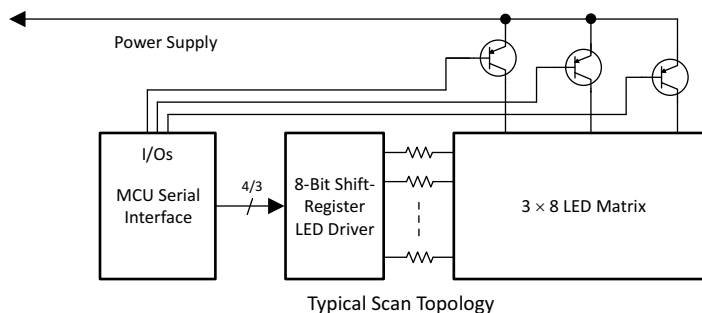 Power Supply
I/Os
MCU Serial
Interface
4/3
8-Bit Shift-
Register
LED Driver
3 × 8 LED Matrix
Typical Scan Topology